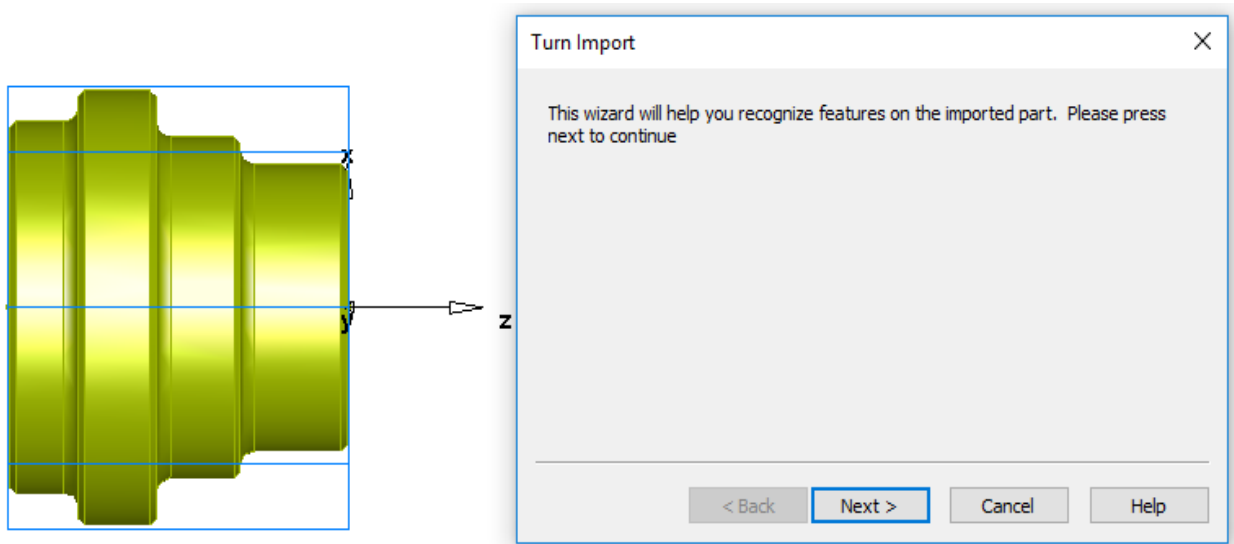 Turn Import
This wizard will help you recognize features on the imported part. Please press
next to continue
x
y
z
< Back
Next >
Cancel
Help